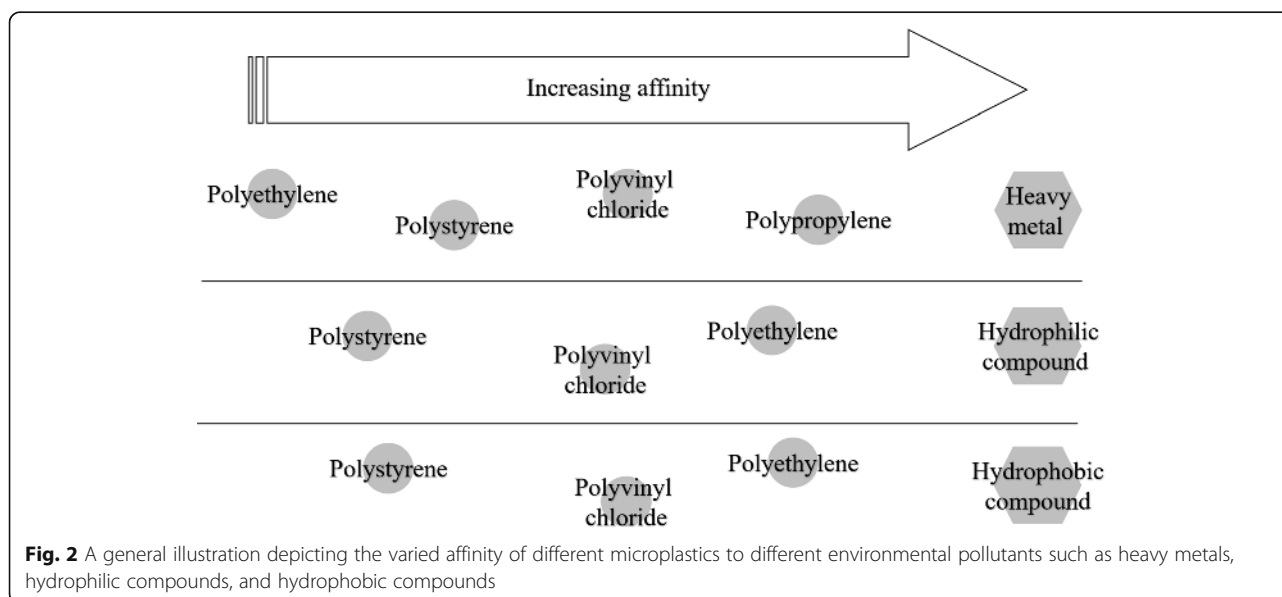 Increasing affinity
Polyethylene
Polystyrene
Polyvinyl
chloride
Polypropylene
Heavy
metal
Polystyrene
Polyvinyl
chloride
Polyethylene
Hydrophilic
compound
Polystyrene
Polyvinyl
chloride
Polyethylene
Hydrophobic
compound
Fig. 2 A general illustration depicting the varied affinity of different microplastics to different environmental pollutants such as heavy metals,
hydrophilic compounds, and hydrophobic compounds